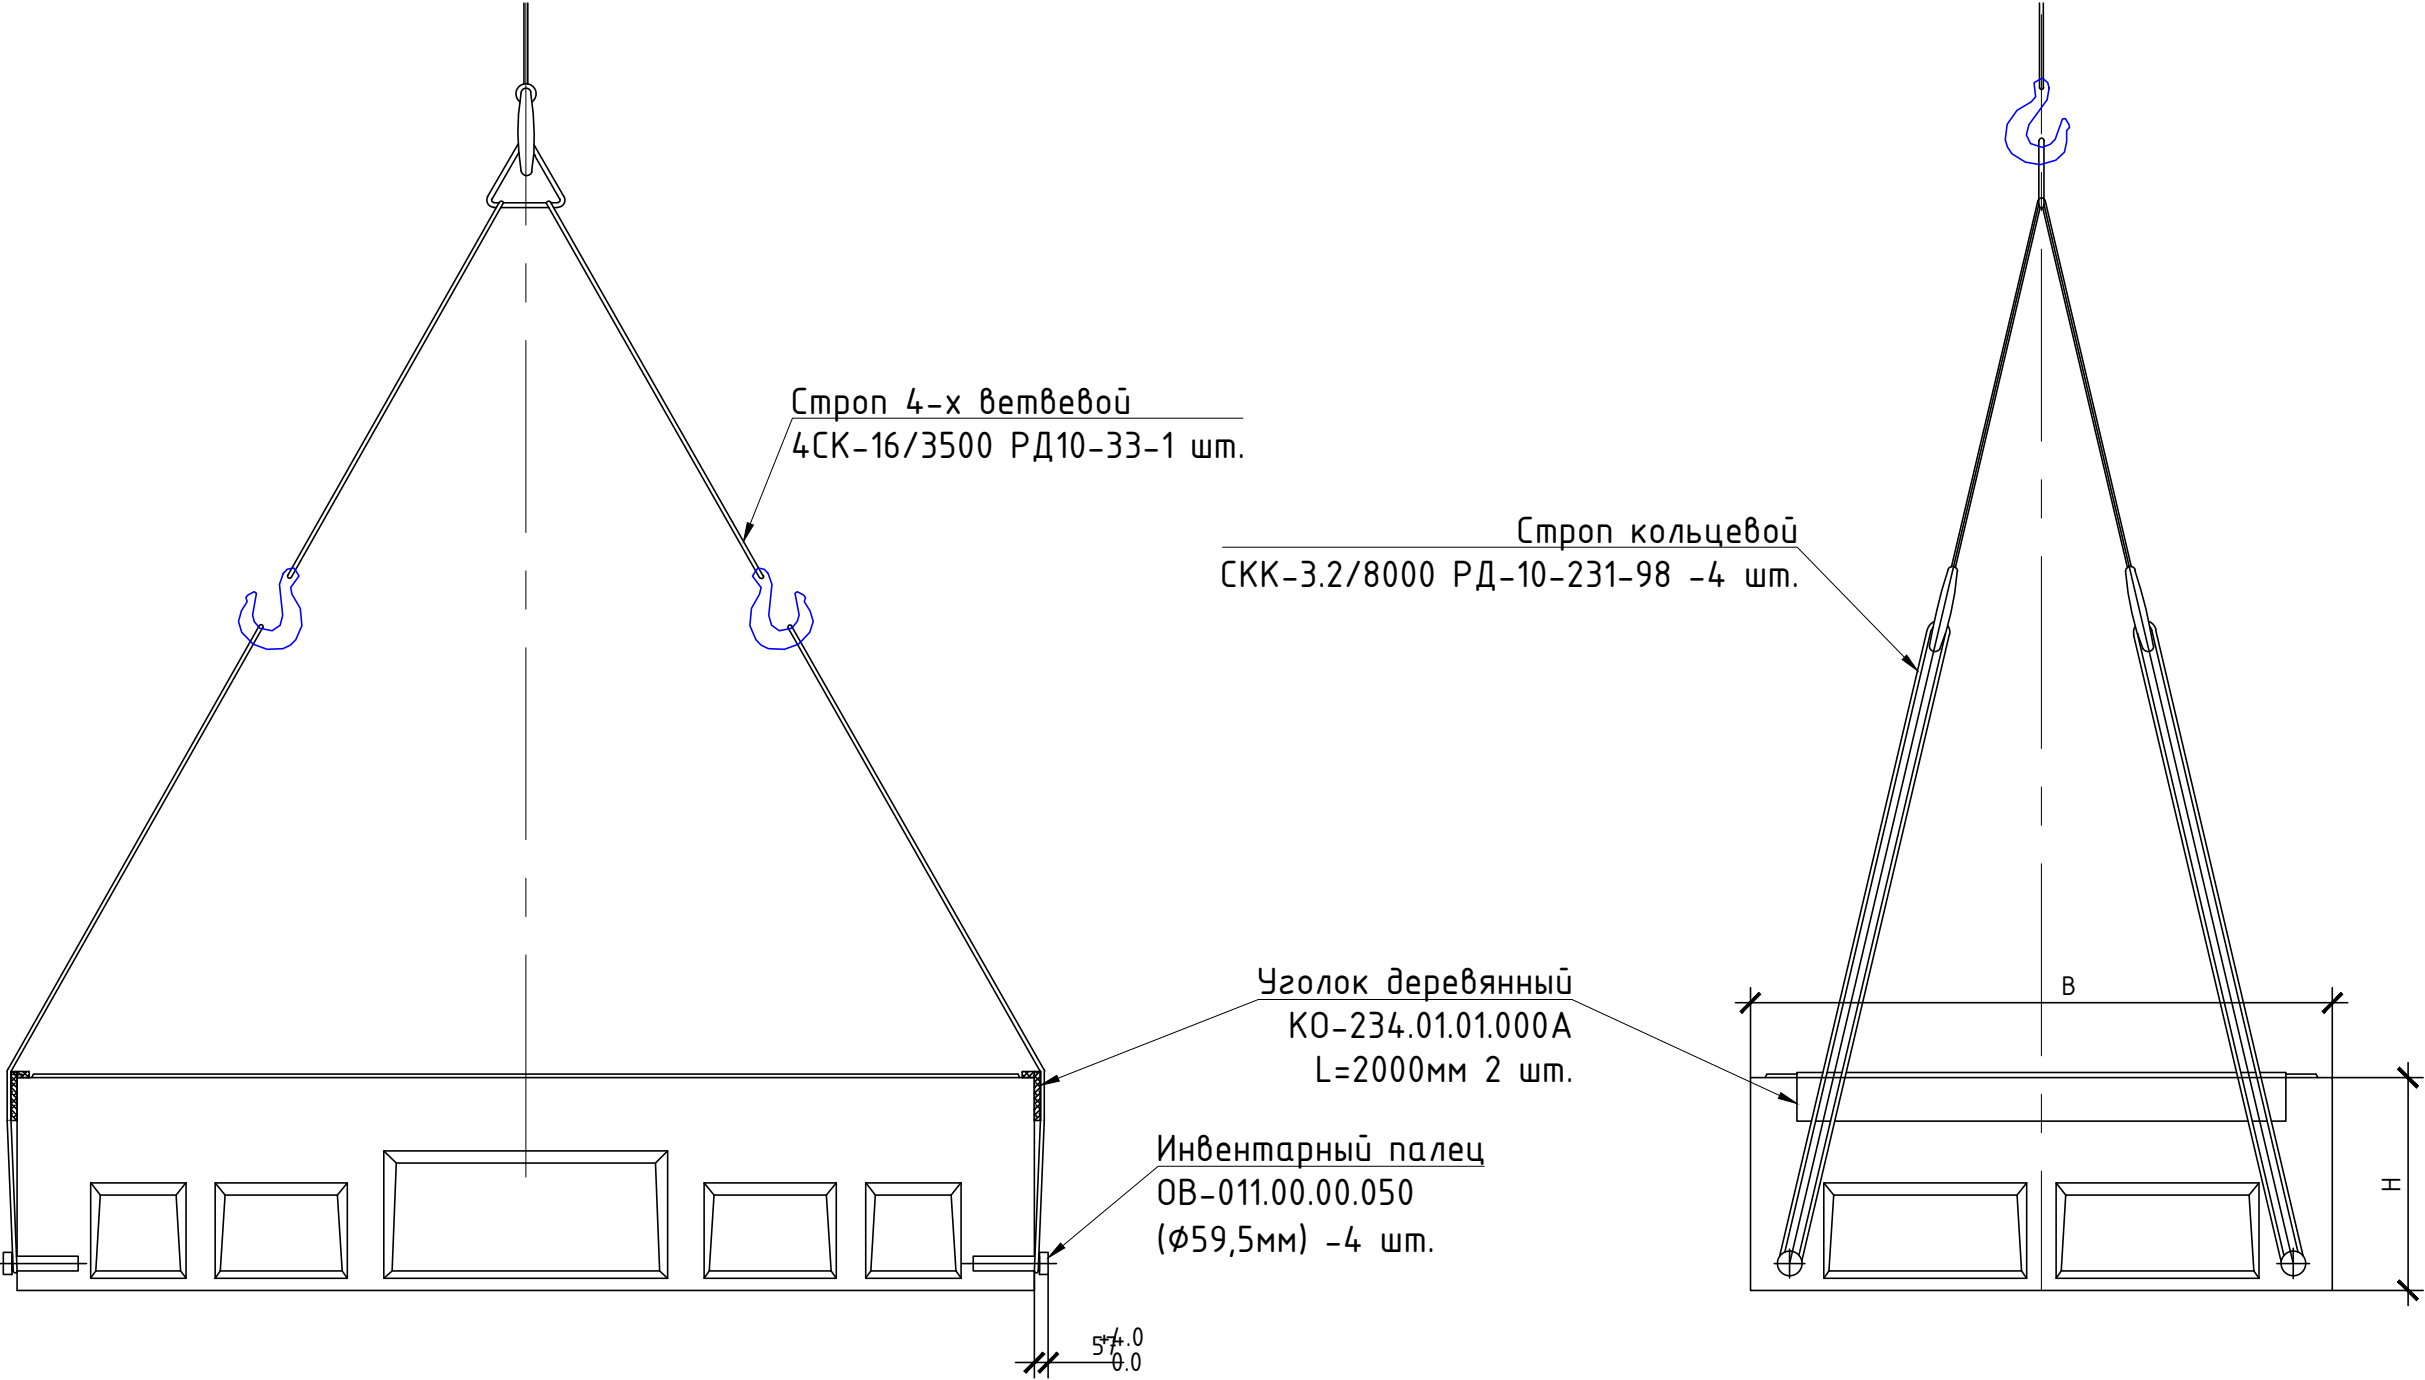 Строп 4-х ветвевой
4СК-16/3500 РД10-33-1 шт.
Строп кольцевой
СКК-3.2/8000 РД-10-231-98 -4 шт.
Уголок деревянный
КО-234.01.01.000А
L=2000мм 2 шт.
В
Н
Инвентарный палец
ОВ-011.00.00.050
(Ф59,5мм) -4 шт.
57 +4.0
0.0